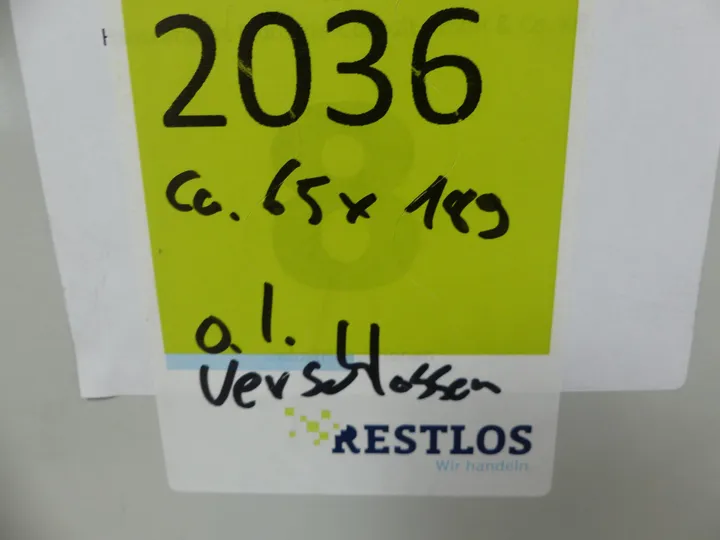 2036
ca. 65 x 189
o. I.
verschlossen
RESTLOS
Wir handeln.